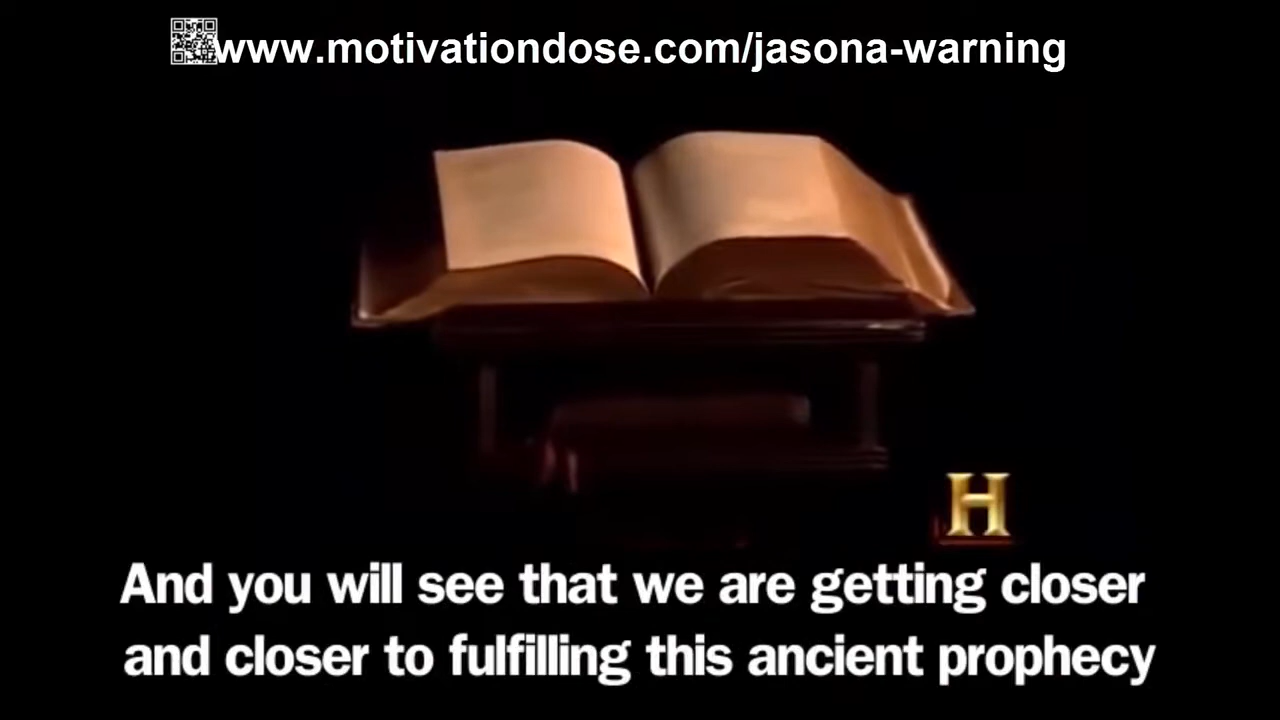 www.motivationdose.com/jasona-warning
H
And you will see that we are getting closer
and closer to fulfilling this ancient prophecy